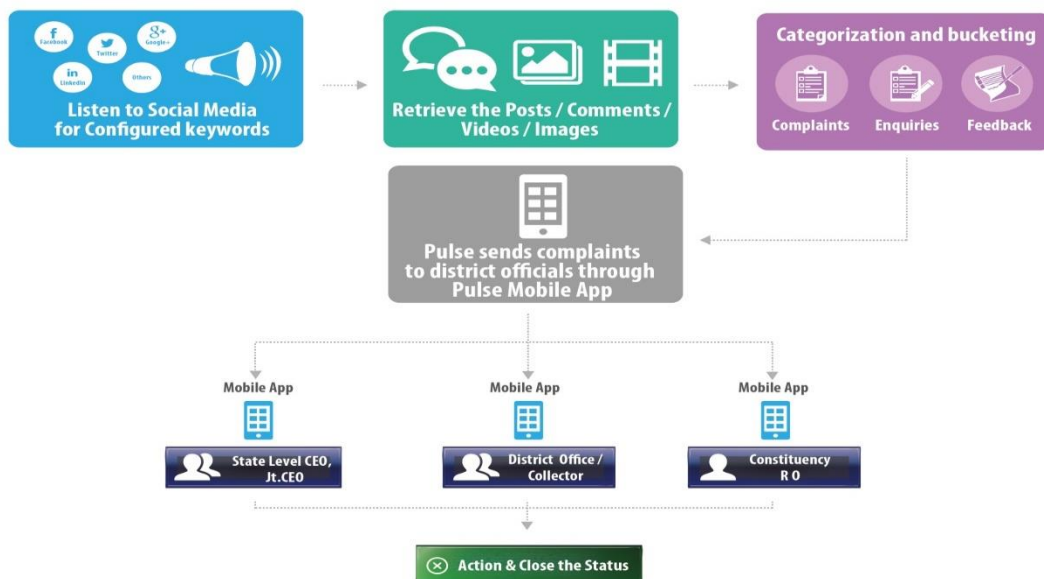 Facebook
Twitter
g+
Google+
in
Linkedin
Others
Listen to Social Media
for Configured keywords
Retrieve the Posts / Comments /
Videos / Images
Categorization and bucketing
Complaints
Enquiries
Feedback
Pulse sends complaints
to district officials through
Pulse Mobile App
Mobile App
Mobile App
Mobile App
State Level CEO,
Jt.CEO
District Office /
Collector
Constituency
R O
Action & Close the Status